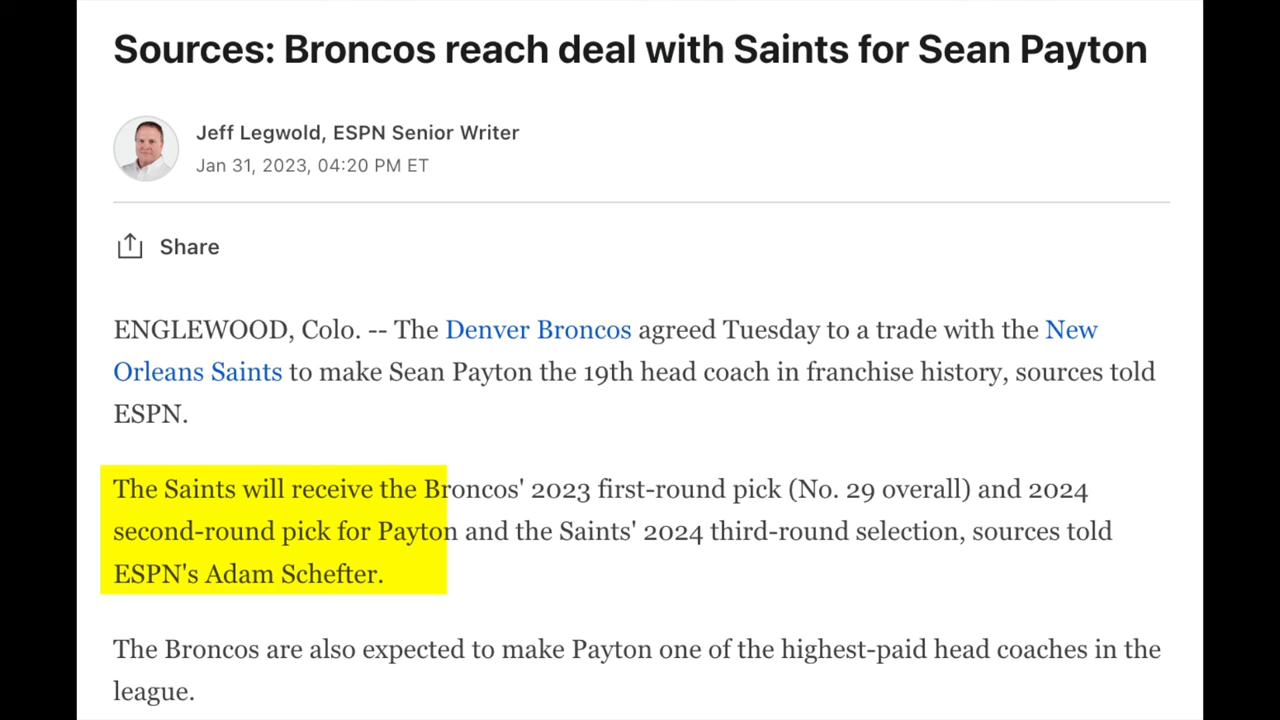 Sources: Broncos reach deal with Saints for Sean Payton
Jeff Legwold, ESPN Senior Writer
Jan 31, 2023, 04:20 PM ET
Share
ENGLEWOOD, Colo. -- The Denver Broncos agreed Tuesday to a trade with the New
Orleans Saints to make Sean Payton the 19th head coach in franchise history, sources told
ESPN.
The Saints will receive the Broncos' 2023 first-round pick (No. 29 overall) and 2024
second-round pick for Payton and the Saints' 2024 third-round selection, sources told
ESPN's Adam Schefter.
The Broncos are also expected to make Payton one of the highest-paid head coaches in the
league.